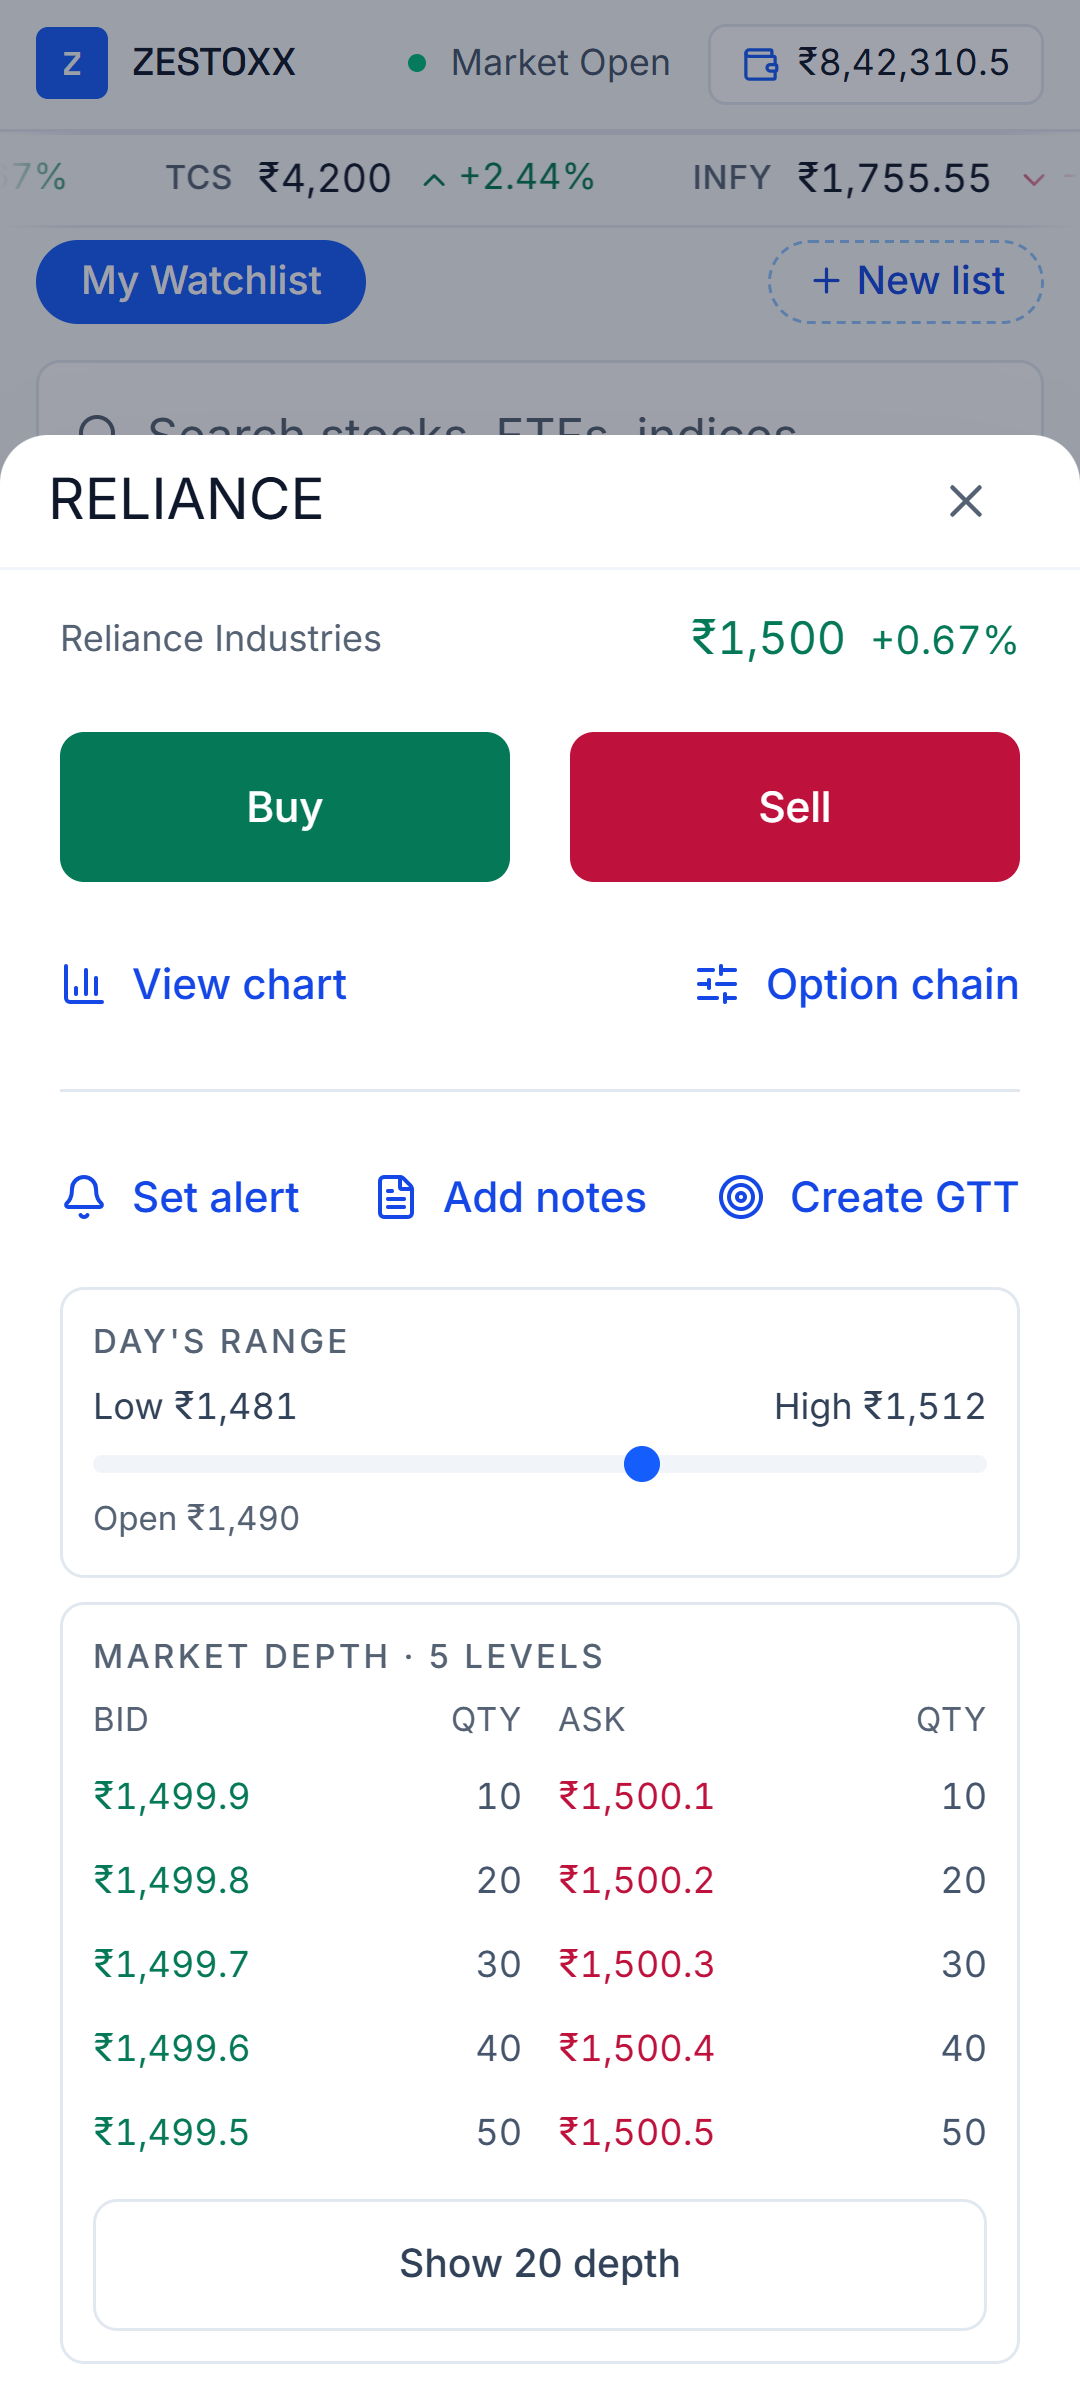 Z ZESTOXX Market Open ₹8,42,310.5
67% TCS ₹4,200 +2.44% INFY ₹1,755.55
My Watchlist + New list
Search stocks, ETFs, indices
RELIANCE
Reliance Industries ₹1,500 +0.67%
Buy Sell
View chart Option chain
Set alert Add notes Create GTT
DAY'S RANGE
Low ₹1,481 High ₹1,512
Open ₹1,490
MARKET DEPTH · 5 LEVELS
BID QTY ASK QTY
₹1,499.9 10 ₹1,500.1 10
₹1,499.8 20 ₹1,500.2 20
₹1,499.7 30 ₹1,500.3 30
₹1,499.6 40 ₹1,500.4 40
₹1,499.5 50 ₹1,500.5 50
Show 20 depth